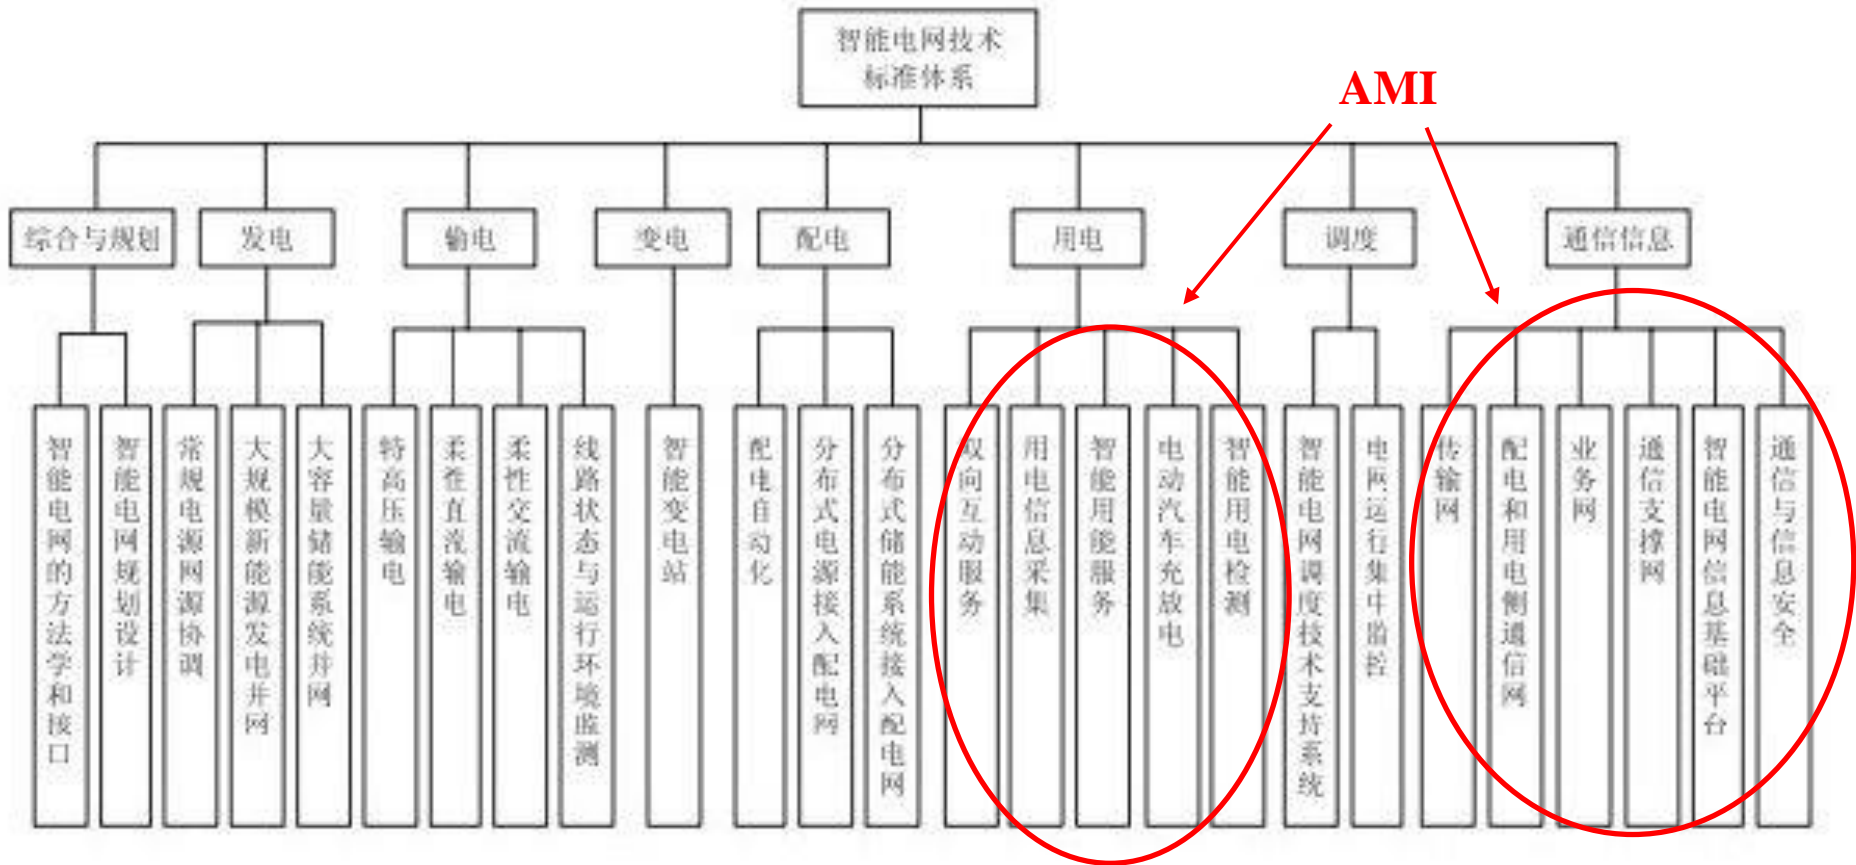 智能电网技术
标准体系
AMI
综合与规划
发电
输电
变电
配电
用电
调度
通信信息
智能电网的方法学和接口
智能电网规划设计
常规电源网源协调
大规模新能源发电并网
大容量储能系统并网
特高压输电
柔性直流输电
柔性交流输电
线路状态与运行环境监测
智能变电站
配电自动化
分布式电源接入配电网
分布式储能系统接入配电网
双向互动服务
用电信息采集
智能用能服务
电动汽车充放电
智能用电检测
智能电网调度技术支持系统
电网运行集中监控
传输网
配电和用电侧通信网
业务网
通信支撑网
智能电网信息基础平台
通信与信息安全